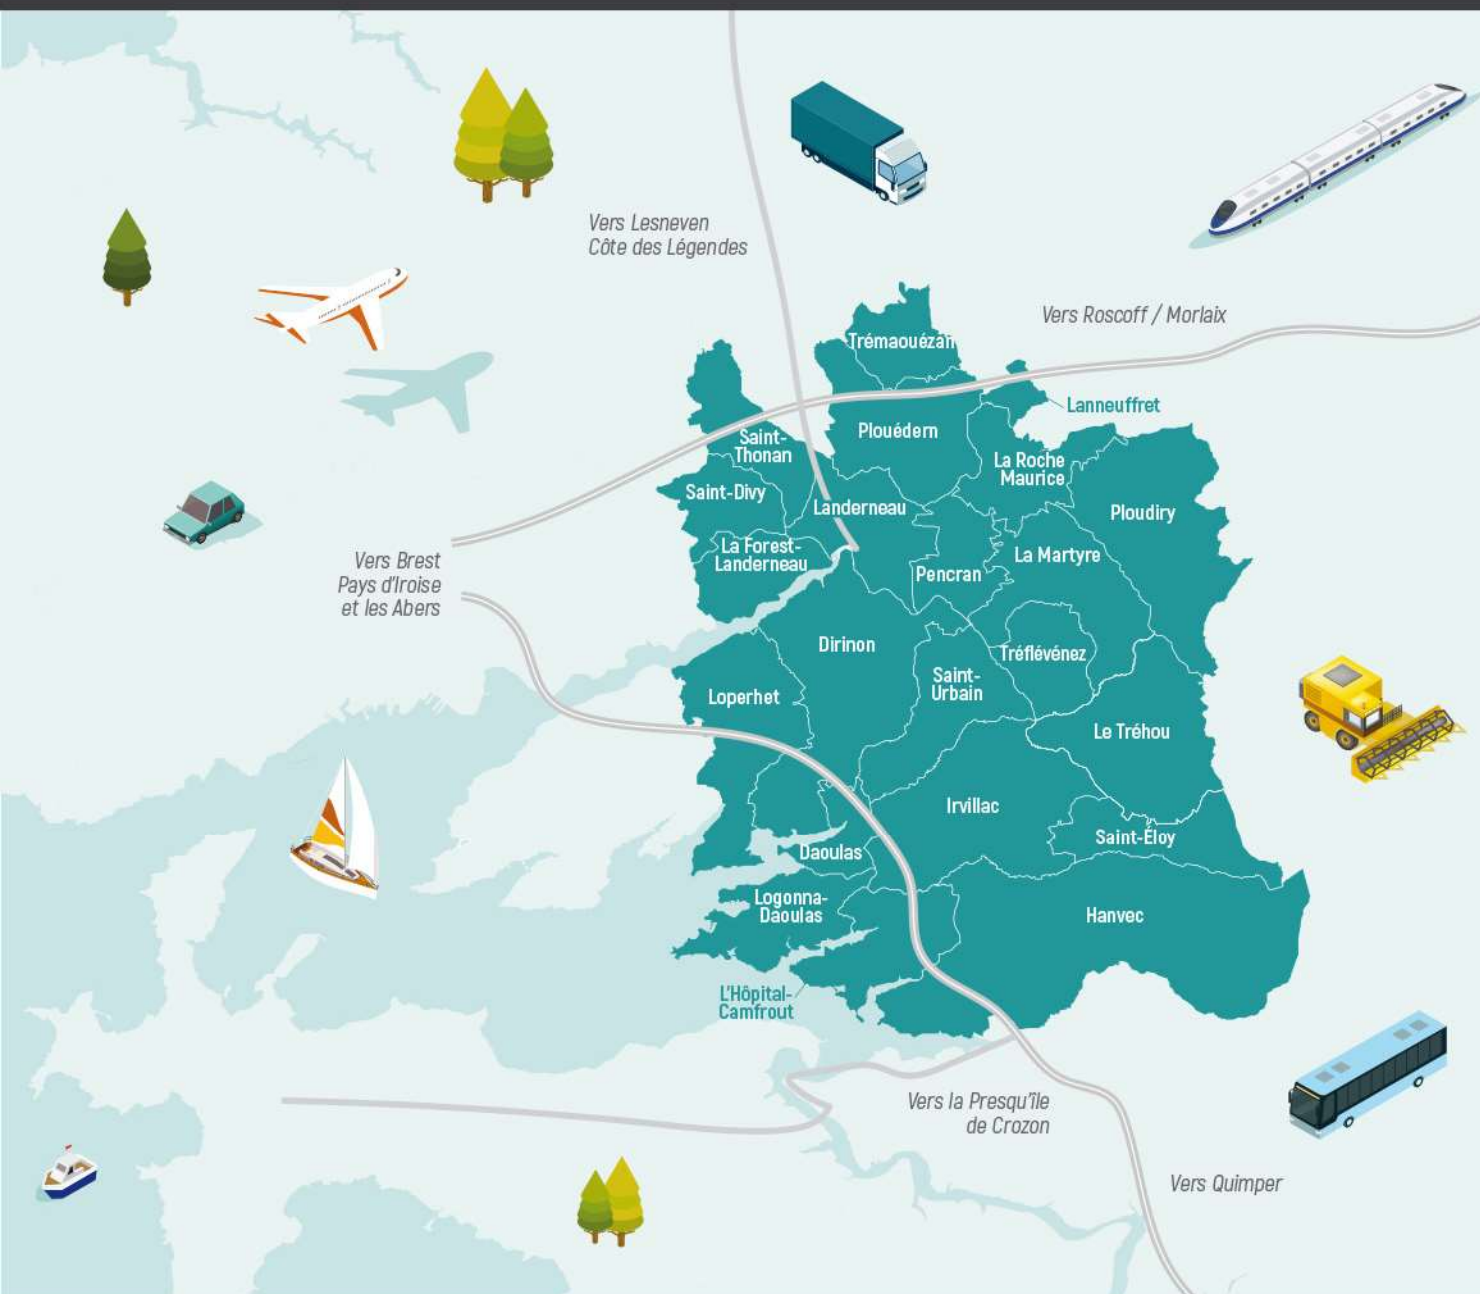 Vers Lesneven
Côte des Légendes
Vers Roscoff / Morlaix
Trémaouézan
Lanneuffret
Plouédern
Saint-
Thonan
La Roche
Maurice
Saint-Divy
Landerneau
Ploudiry
La Forest-
Landerneau
La Martyre
Pencran
Vers Brest
Pays d'Iroise
et les Abers
Dirinon
Tréflévénez
Saint-
Urbain
Loperhet
Le Tréhou
Irvillac
Saint-Éloy
Daoulas
Logonna-
Daoulas
Hanvec
L'Hôpital-
Camfrout
Vers la Presqu'île
de Crozon
Vers Quimper